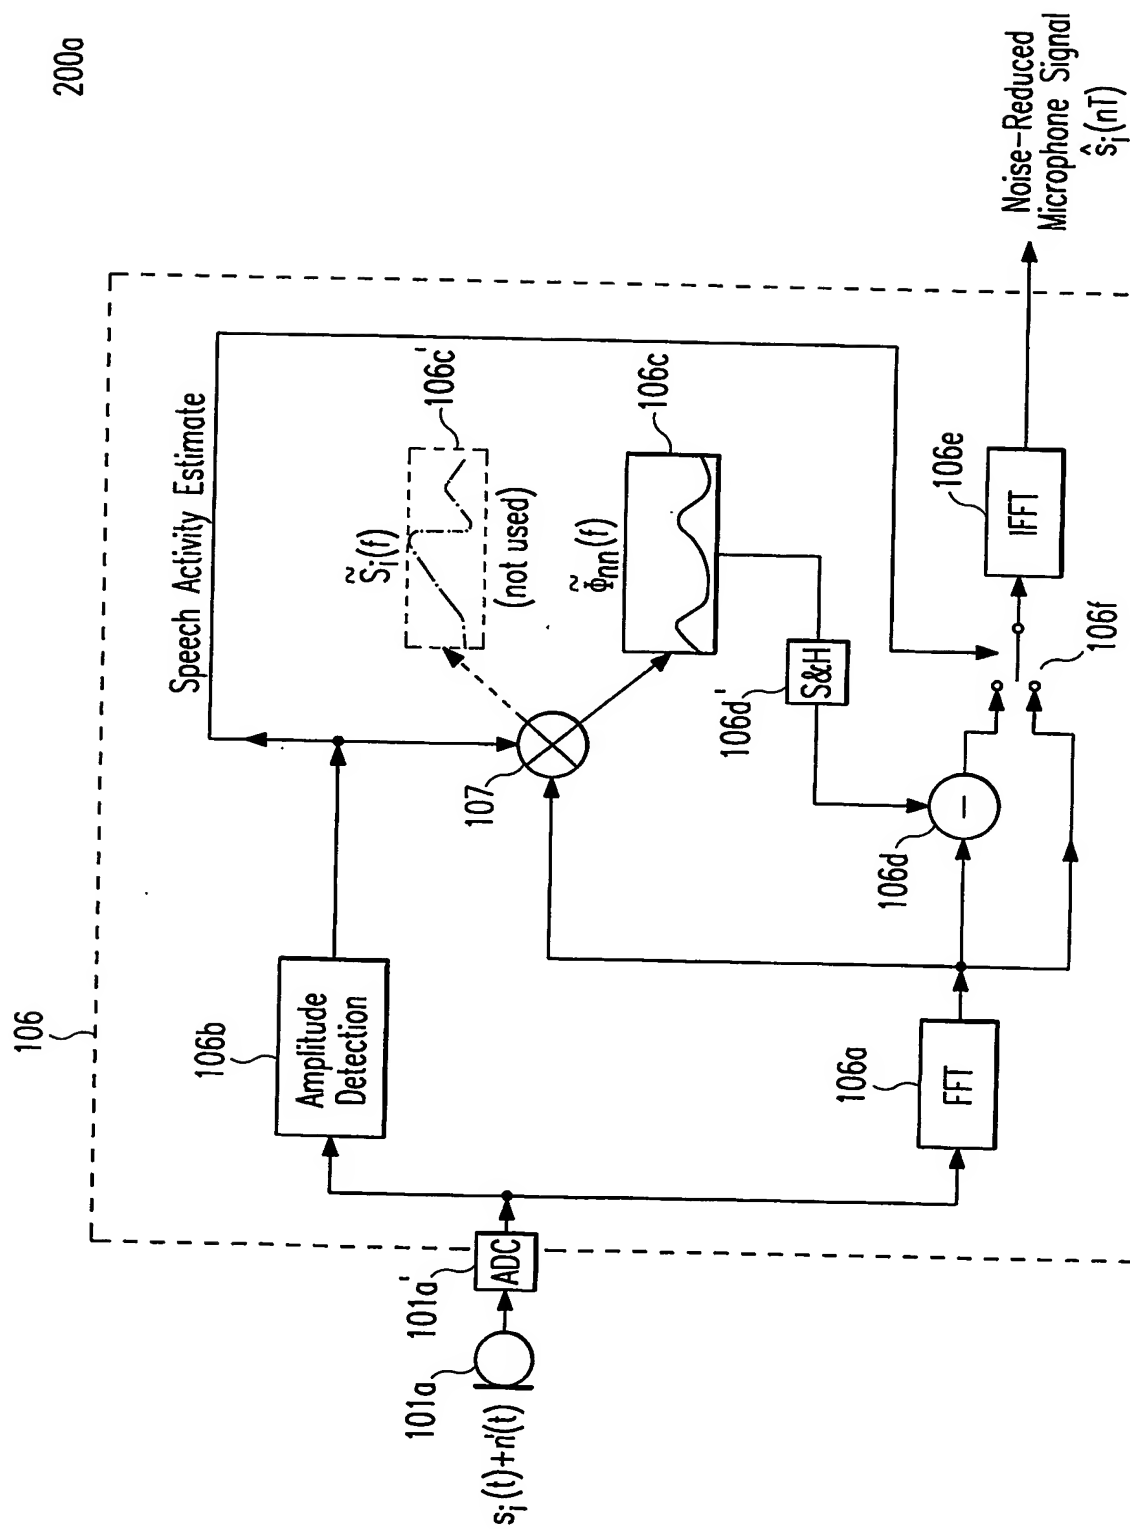 200a
106
Speech Activity Estimate
106b
Amplitude
Detection
S̃i(f)
106c'
(not used)
107
Φ̃nn(f)
106c
106d'
S&H
101a
101a'
ADC
si(t)+n'(t)
106d
−
106a
FFT
106e
IFFT
106f
Noise-Reduced
Microphone Signal
ŝi(nT)